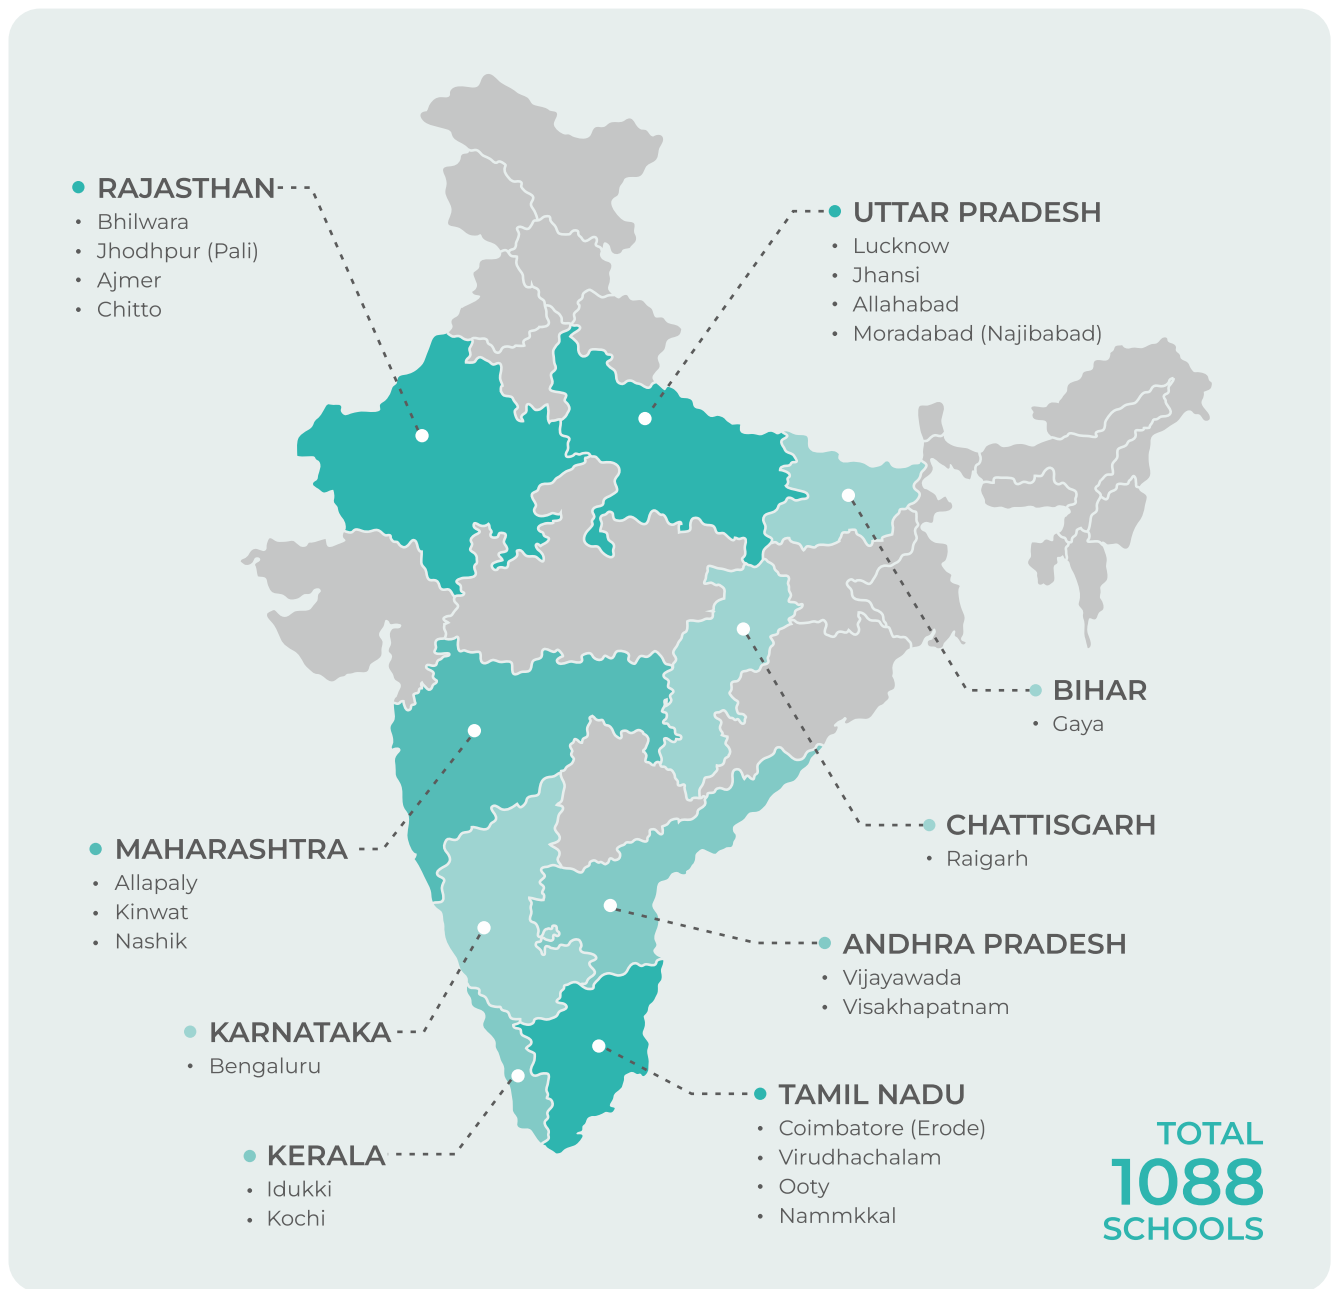 RAJASTHAN
• Bhilwara
• Jhodhpur (Pali)
• Ajmer
• Chitto
UTTAR PRADESH
• Lucknow
• Jhansi
• Allahabad
• Moradabad (Najibabad)
BIHAR
• Gaya
CHATTISGARH
• Raigarh
MAHARASHTRA
• Allapaly
• Kinwat
• Nashik
ANDHRA PRADESH
• Vijayawada
• Visakhapatnam
KARNATAKA
• Bengaluru
TAMIL NADU
• Coimbatore (Erode)
• Virudhachalam
• Ooty
• Nammkkal
KERALA
• Idukki
• Kochi
TOTAL
1088
SCHOOLS